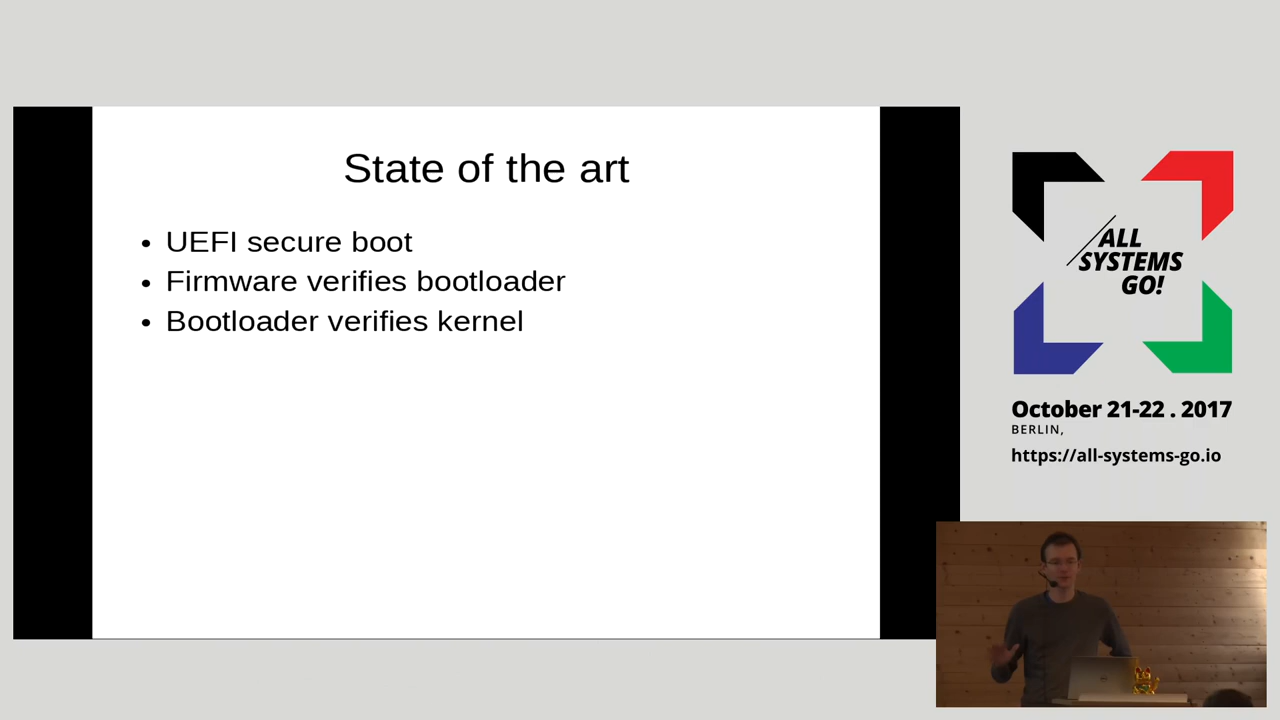 State of the art
• UEFI secure boot
• Firmware verifies bootloader
• Bootloader verifies kernel
ALL
SYSTEMS
GO!
October 21-22 . 2017
BERLIN,
https://all-systems-go.io